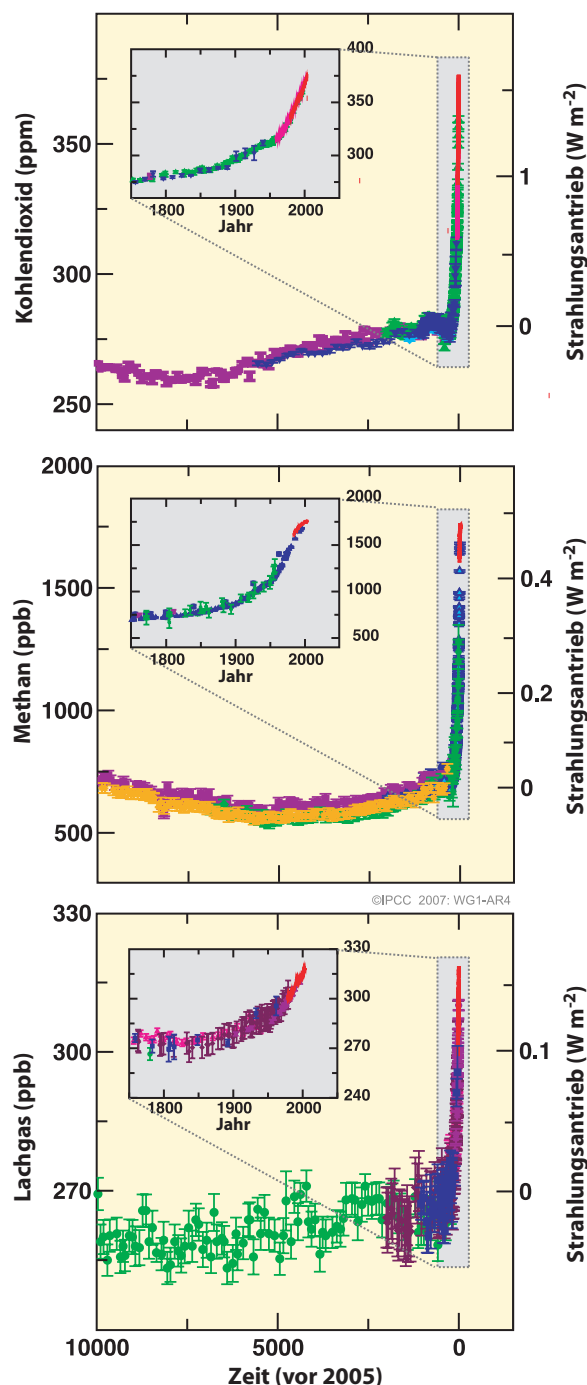 400
350
300
1800 1900 2000
Jahr
350
300
250
Kohlendioxid (ppm)
1
0
Strahlungsantrieb (W m-2)
2000
1500
1000
500
Methan (ppb)
2000
1500
1000
500
1800 1900 2000
Jahr
0.4
0.2
0
Strahlungsantrieb (W m-2)
©IPCC 2007: WG1-AR4
330
300
270
Lachgas (ppb)
330
300
270
240
1800 1900 2000
Jahr
0.1
0
Strahlungsantrieb (W m-2)
10000 5000 0
Zeit (vor 2005)